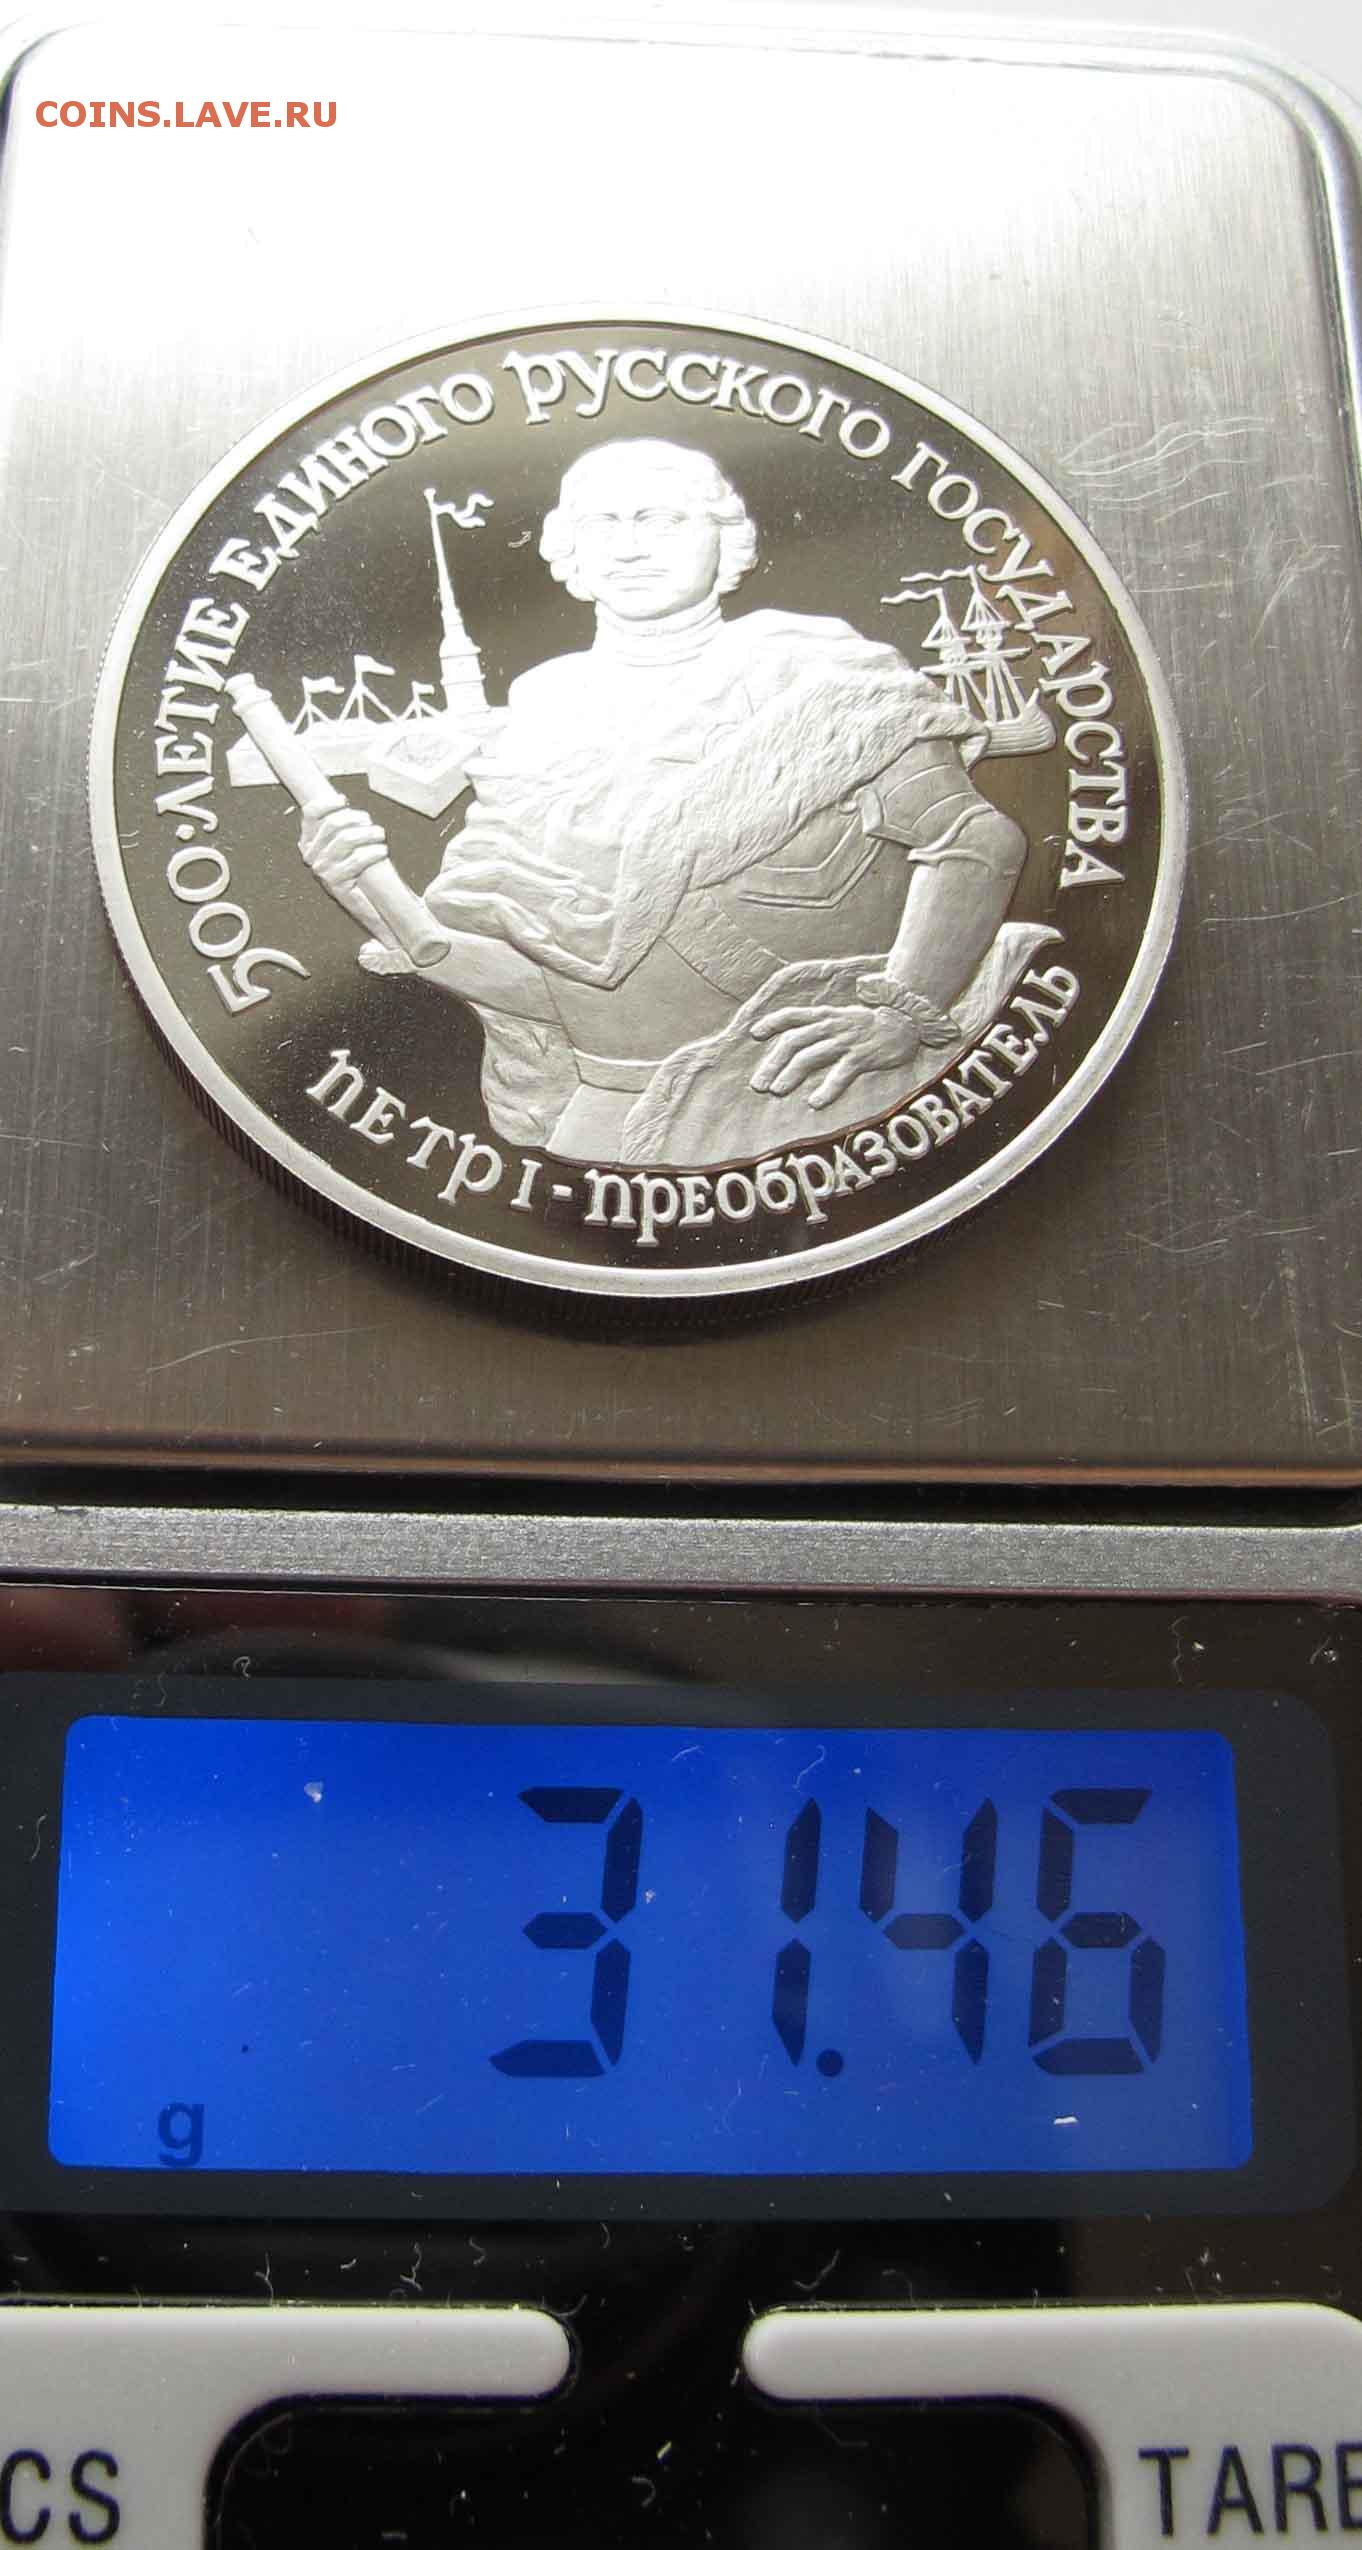 COINS.LAVE.RU
500·ЛЕТИЕ ЕДИНОГО РУССКОГО ГОСУДАРСТВА
ПЕТР I - ПРЕОБРАЗОВАТЕЛЬ
31.46
g
CS
TARE